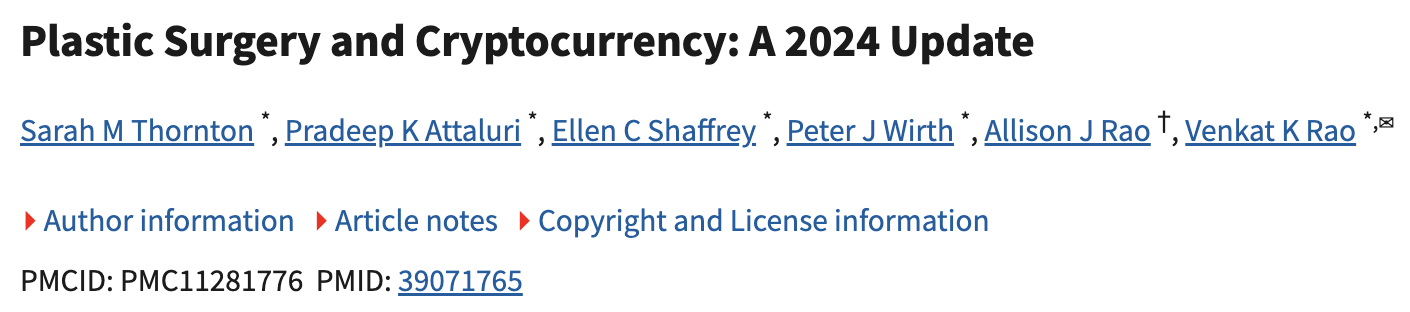 Plastic Surgery and Cryptocurrency: A 2024 Update
Sarah M Thornton *, Pradeep K Attaluri *, Ellen C Shaffrey *, Peter J Wirth *, Allison J Rao †, Venkat K Rao *,✉
Author information Article notes Copyright and License information
PMCID: PMC11281776 PMID: 39071765